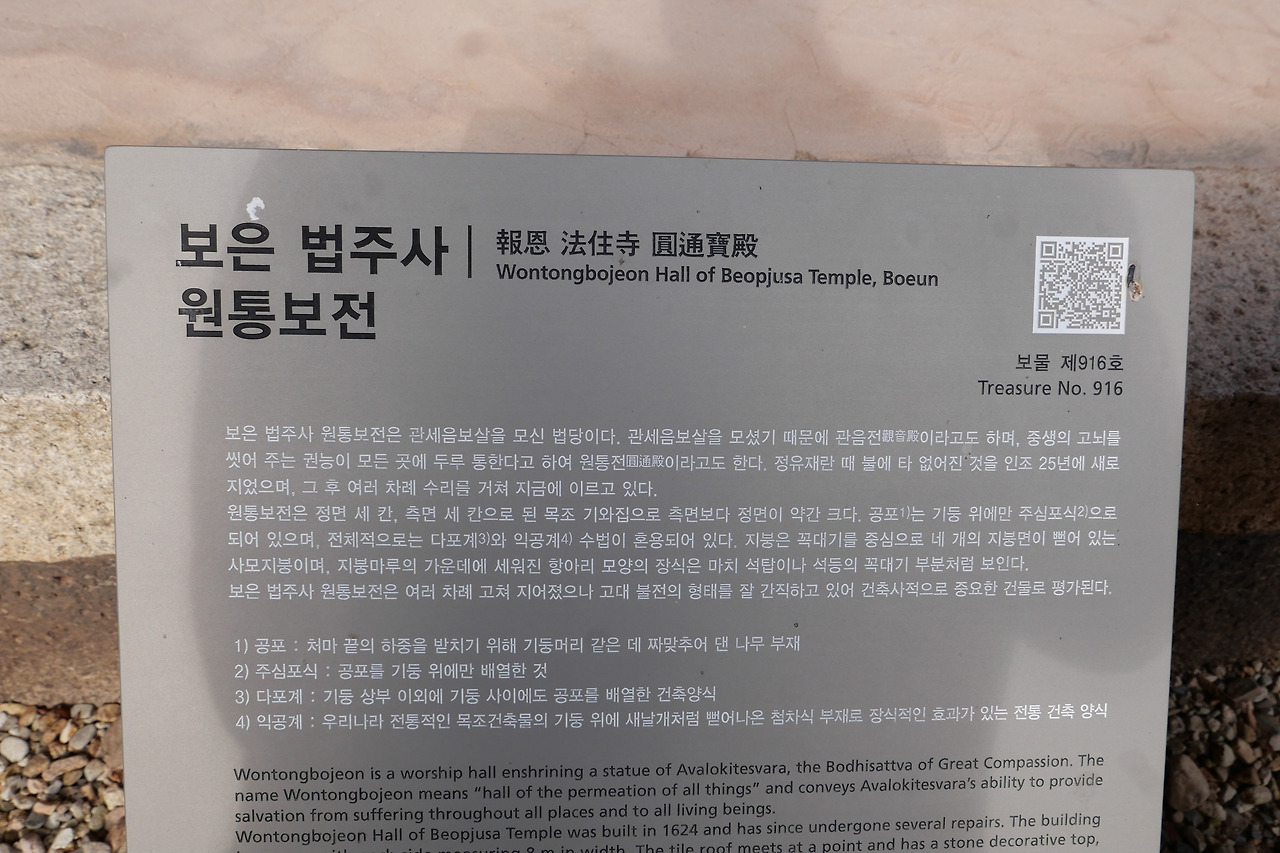 보은 법주사
원통보전
報恩 法住寺 圓通寶殿
Wontongbojeon Hall of Beopjusa Temple, Boeun
보물 제916호
Treasure No. 916
보은 법주사 원통보전은 관세음보살을 모신 법당이다. 관세음보살을 모셨기 때문에 관음전觀音殿이라고도 하며, 중생의 고뇌를
씻어 주는 권능이 모든 곳에 두루 통한다고 하여 원통전圓通殿이라고도 한다. 정유재란 때 불에 타 없어진 것을 인조 25년에 새로
지었으며, 그 후 여러 차례 수리를 거쳐 지금에 이르고 있다.
원통보전은 정면 세 칸, 측면 세 칸으로 된 목조 기와집으로 측면보다 정면이 약간 크다. 공포1)는 기둥 위에만 주심포식2)으로
되어 있으며, 전체적으로는 다포계3)와 익공계4) 수법이 혼용되어 있다. 지붕은 꼭대기를 중심으로 네 개의 지붕면이 뻗어 있는
사모지붕이며, 지붕마루의 가운데에 세워진 항아리 모양의 장식은 마치 석탑이나 석등의 꼭대기 부분처럼 보인다.
보은 법주사 원통보전은 여러 차례 고쳐 지어졌으나 고대 불전의 형태를 잘 간직하고 있어 건축사적으로 중요한 건물로 평가된다.
1) 공포 : 처마 끝의 하중을 받치기 위해 기둥머리 같은 데 짜맞추어 댄 나무 부재
2) 주심포식 : 공포를 기둥 위에만 배열한 것
3) 다포계 : 기둥 상부 이외에 기둥 사이에도 공포를 배열한 건축양식
4) 익공계 : 우리나라 전통적인 목조건축물의 기둥 위에 새날개처럼 뻗어나온 첨차식 부재로 장식적인 효과가 있는 전통 건축 양식
Wontongbojeon is a worship hall enshrining a statue of Avalokitesvara, the Bodhisattva of Great Compassion. The
name Wontongbojeon means “hall of the permeation of all things” and conveys Avalokitesvara’s ability to provide
salvation from suffering throughout all places and to all living beings.
Wontongbojeon Hall of Beopjusa Temple was built in 1624 and has since undergone several repairs. The building
side measuring 8 m in width. The tile roof meets at a point and has a stone decorative top,